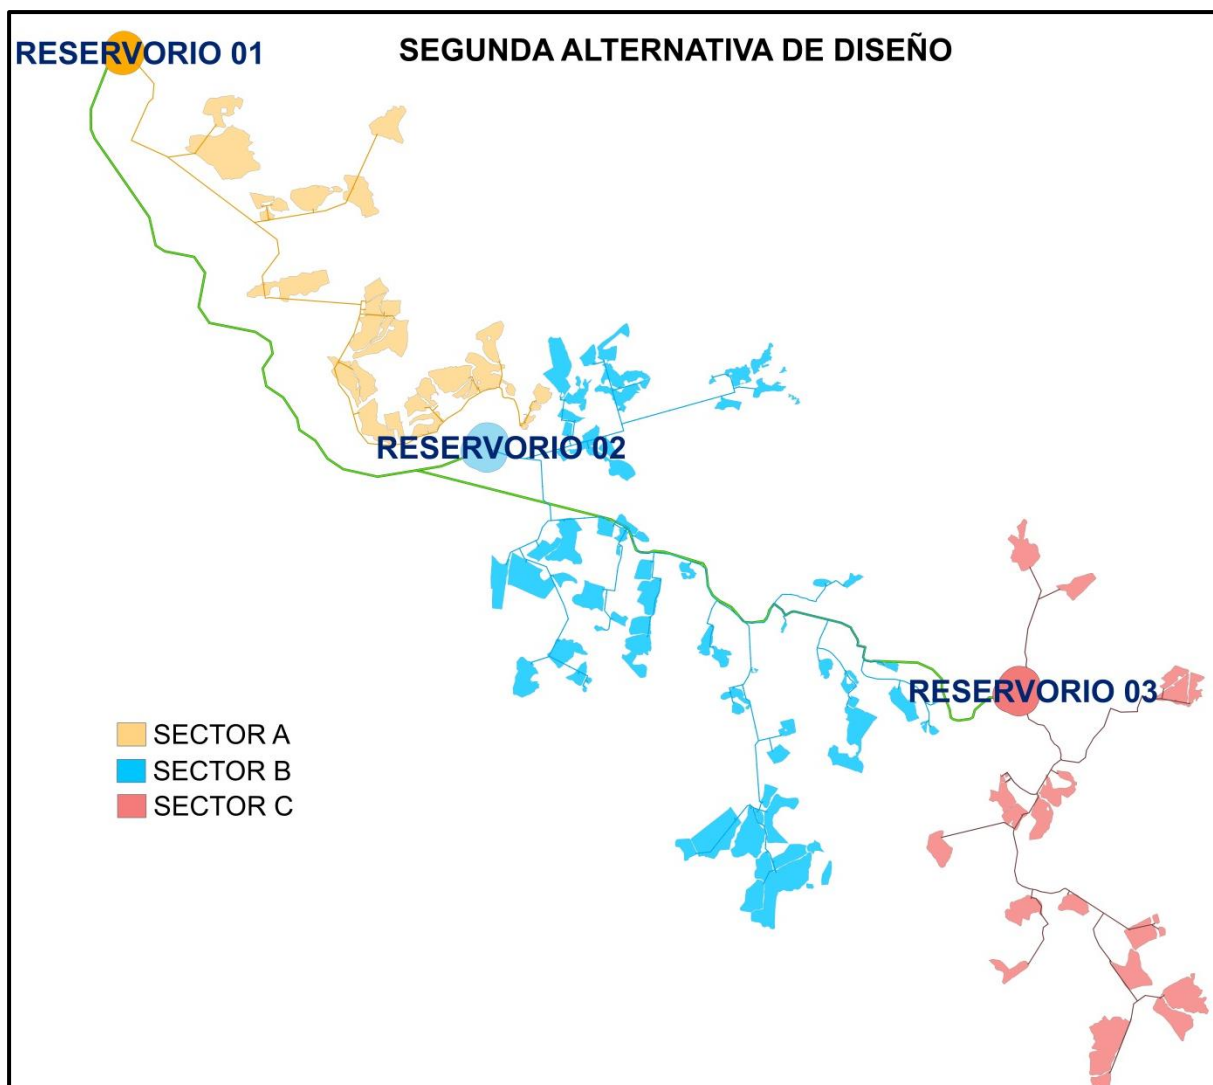 RESERVORIO 01
SEGUNDA ALTERNATIVA DE DISEÑO
RESERVORIO 02
RESERVORIO 03
SECTOR A
SECTOR B
SECTOR C